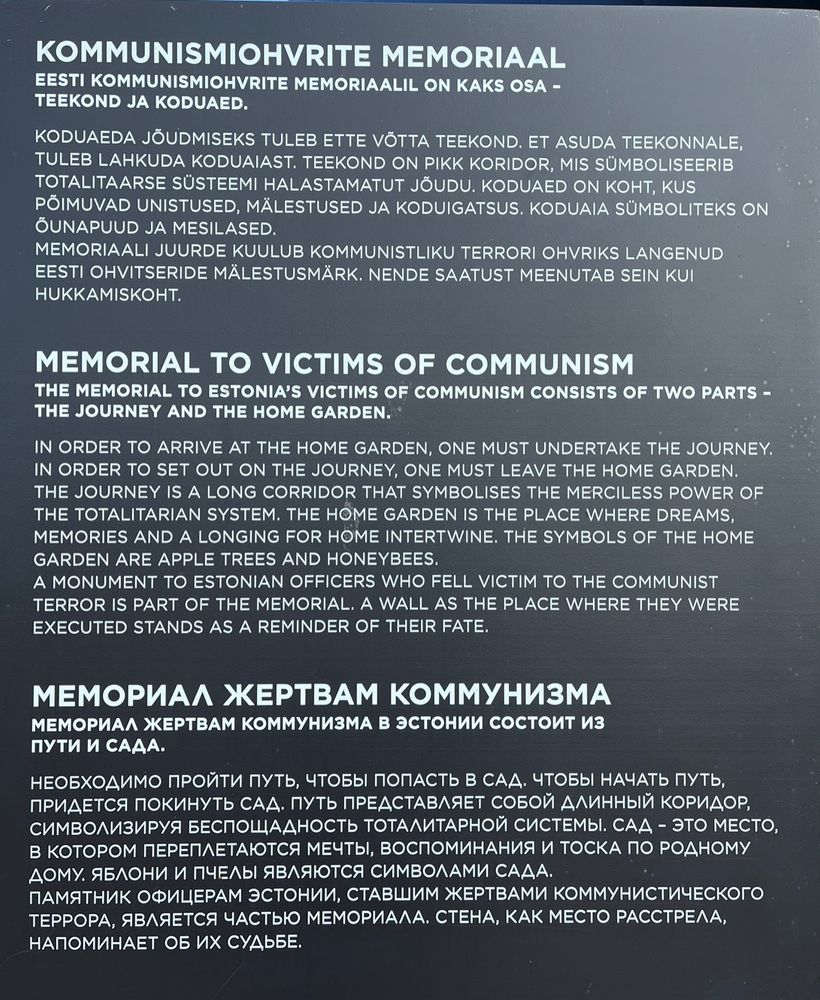 KOMMUNISMIOHVRITE MEMORIAAL
EESTI KOMMUNISMIOHVRITE MEMORIAALIL ON KAKS OSA –
TEEKOND JA KODUAED.
KODUAEDA JÕUDMISEKS TULEB ETTE VÕTTA TEEKOND. ET ASUDA TEEKONNALE,
TULEB LAHKUDA KODUAIAST. TEEKOND ON PIKK KORIDOR, MIS SÜMBOLISEERIB
TOTALITAARSE SÜSTEEMI HALASTAMATUT JÕUDU. KODUAED ON KOHT, KUS
PÕIMUVAD UNISTUSED, MÄLESTUSED JA KODUIGATSUS. KODUAIA SÜMBOLITEKS ON
ÕUNAPUUD JA MESILASED.
MEMORIAALI JUURDE KUULUB KOMMUNISTLIKU TERRORI OHVRIKS LANGENUD
EESTI OHVITSERIDE MÄLESTUSMÄRK. NENDE SAATUST MEENUTAB SEIN KUI
HUKKAMISKOHT.
MEMORIAL TO VICTIMS OF COMMUNISM
THE MEMORIAL TO ESTONIA'S VICTIMS OF COMMUNISM CONSISTS OF TWO PARTS –
THE JOURNEY AND THE HOME GARDEN.
IN ORDER TO ARRIVE AT THE HOME GARDEN, ONE MUST UNDERTAKE THE JOURNEY.
IN ORDER TO SET OUT ON THE JOURNEY, ONE MUST LEAVE THE HOME GARDEN.
THE JOURNEY IS A LONG CORRIDOR THAT SYMBOLISES THE MERCILESS POWER OF
THE TOTALITARIAN SYSTEM. THE HOME GARDEN IS THE PLACE WHERE DREAMS,
MEMORIES AND A LONGING FOR HOME INTERTWINE. THE SYMBOLS OF THE HOME
GARDEN ARE APPLE TREES AND HONEYBEES.
A MONUMENT TO ESTONIAN OFFICERS WHO FELL VICTIM TO THE COMMUNIST
TERROR IS PART OF THE MEMORIAL. A WALL AS THE PLACE WHERE THEY WERE
EXECUTED STANDS AS A REMINDER OF THEIR FATE.
МЕМОРИАЛ ЖЕРТВАМ КОММУНИЗМА
МЕМОРИАЛ ЖЕРТВАМ КОММУНИЗМА В ЭСТОНИИ СОСТОИТ ИЗ
ПУТИ И САДА.
НЕОБХОДИМО ПРОЙТИ ПУТЬ, ЧТОБЫ ПОПАСТЬ В САД. ЧТОБЫ НАЧАТЬ ПУТЬ,
ПРИДЕТСЯ ПОКИНУТЬ САД. ПУТЬ ПРЕДСТАВЛЯЕТ СОБОЙ ДЛИННЫЙ КОРИДОР,
СИМВОЛИЗИРУЯ БЕСПОЩАДНОСТЬ ТОТАЛИТАРНОЙ СИСТЕМЫ. САД – ЭТО МЕСТО,
В КОТОРОМ ПЕРЕПЛЕТАЮТСЯ МЕЧТЫ, ВОСПОМИНАНИЯ И ТОСКА ПО РОДНОМУ
ДОМУ. ЯБЛОНИ И ПЧЕЛЫ ЯВЛЯЮТСЯ СИМВОЛАМИ САДА.
ПАМЯТНИК ОФИЦЕРАМ ЭСТОНИИ, СТАВШИМ ЖЕРТВАМИ КОММУНИСТИЧЕСКОГО
ТЕРРОРА, ЯВЛЯЕТСЯ ЧАСТЬЮ МЕМОРИАЛА. СТЕНА, КАК МЕСТО РАССТРЕЛА,
НАПОМИНАЕТ ОБ ИХ СУДЬБЕ.